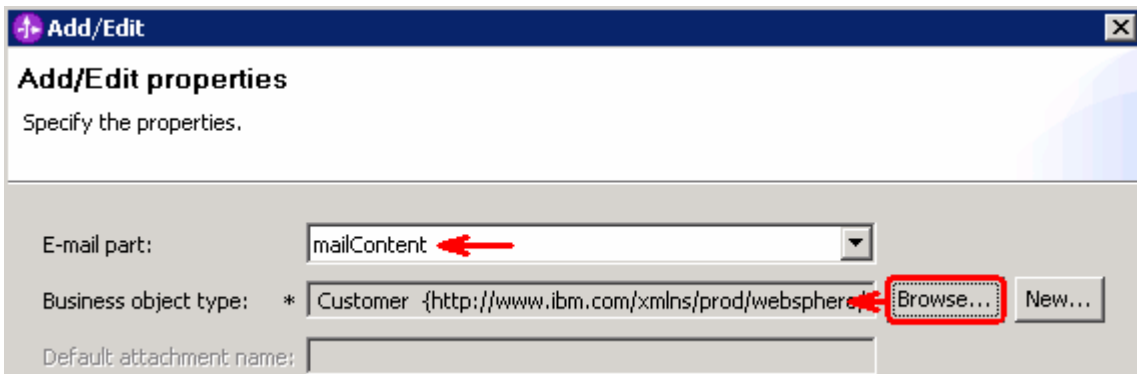 Add/Edit
Add/Edit properties
Specify the properties.
E-mail part: mailContent
Business object type: * Customer {http://www.ibm.com/xmlns/prod/websphere/ Browse... New...
Default attachment name: